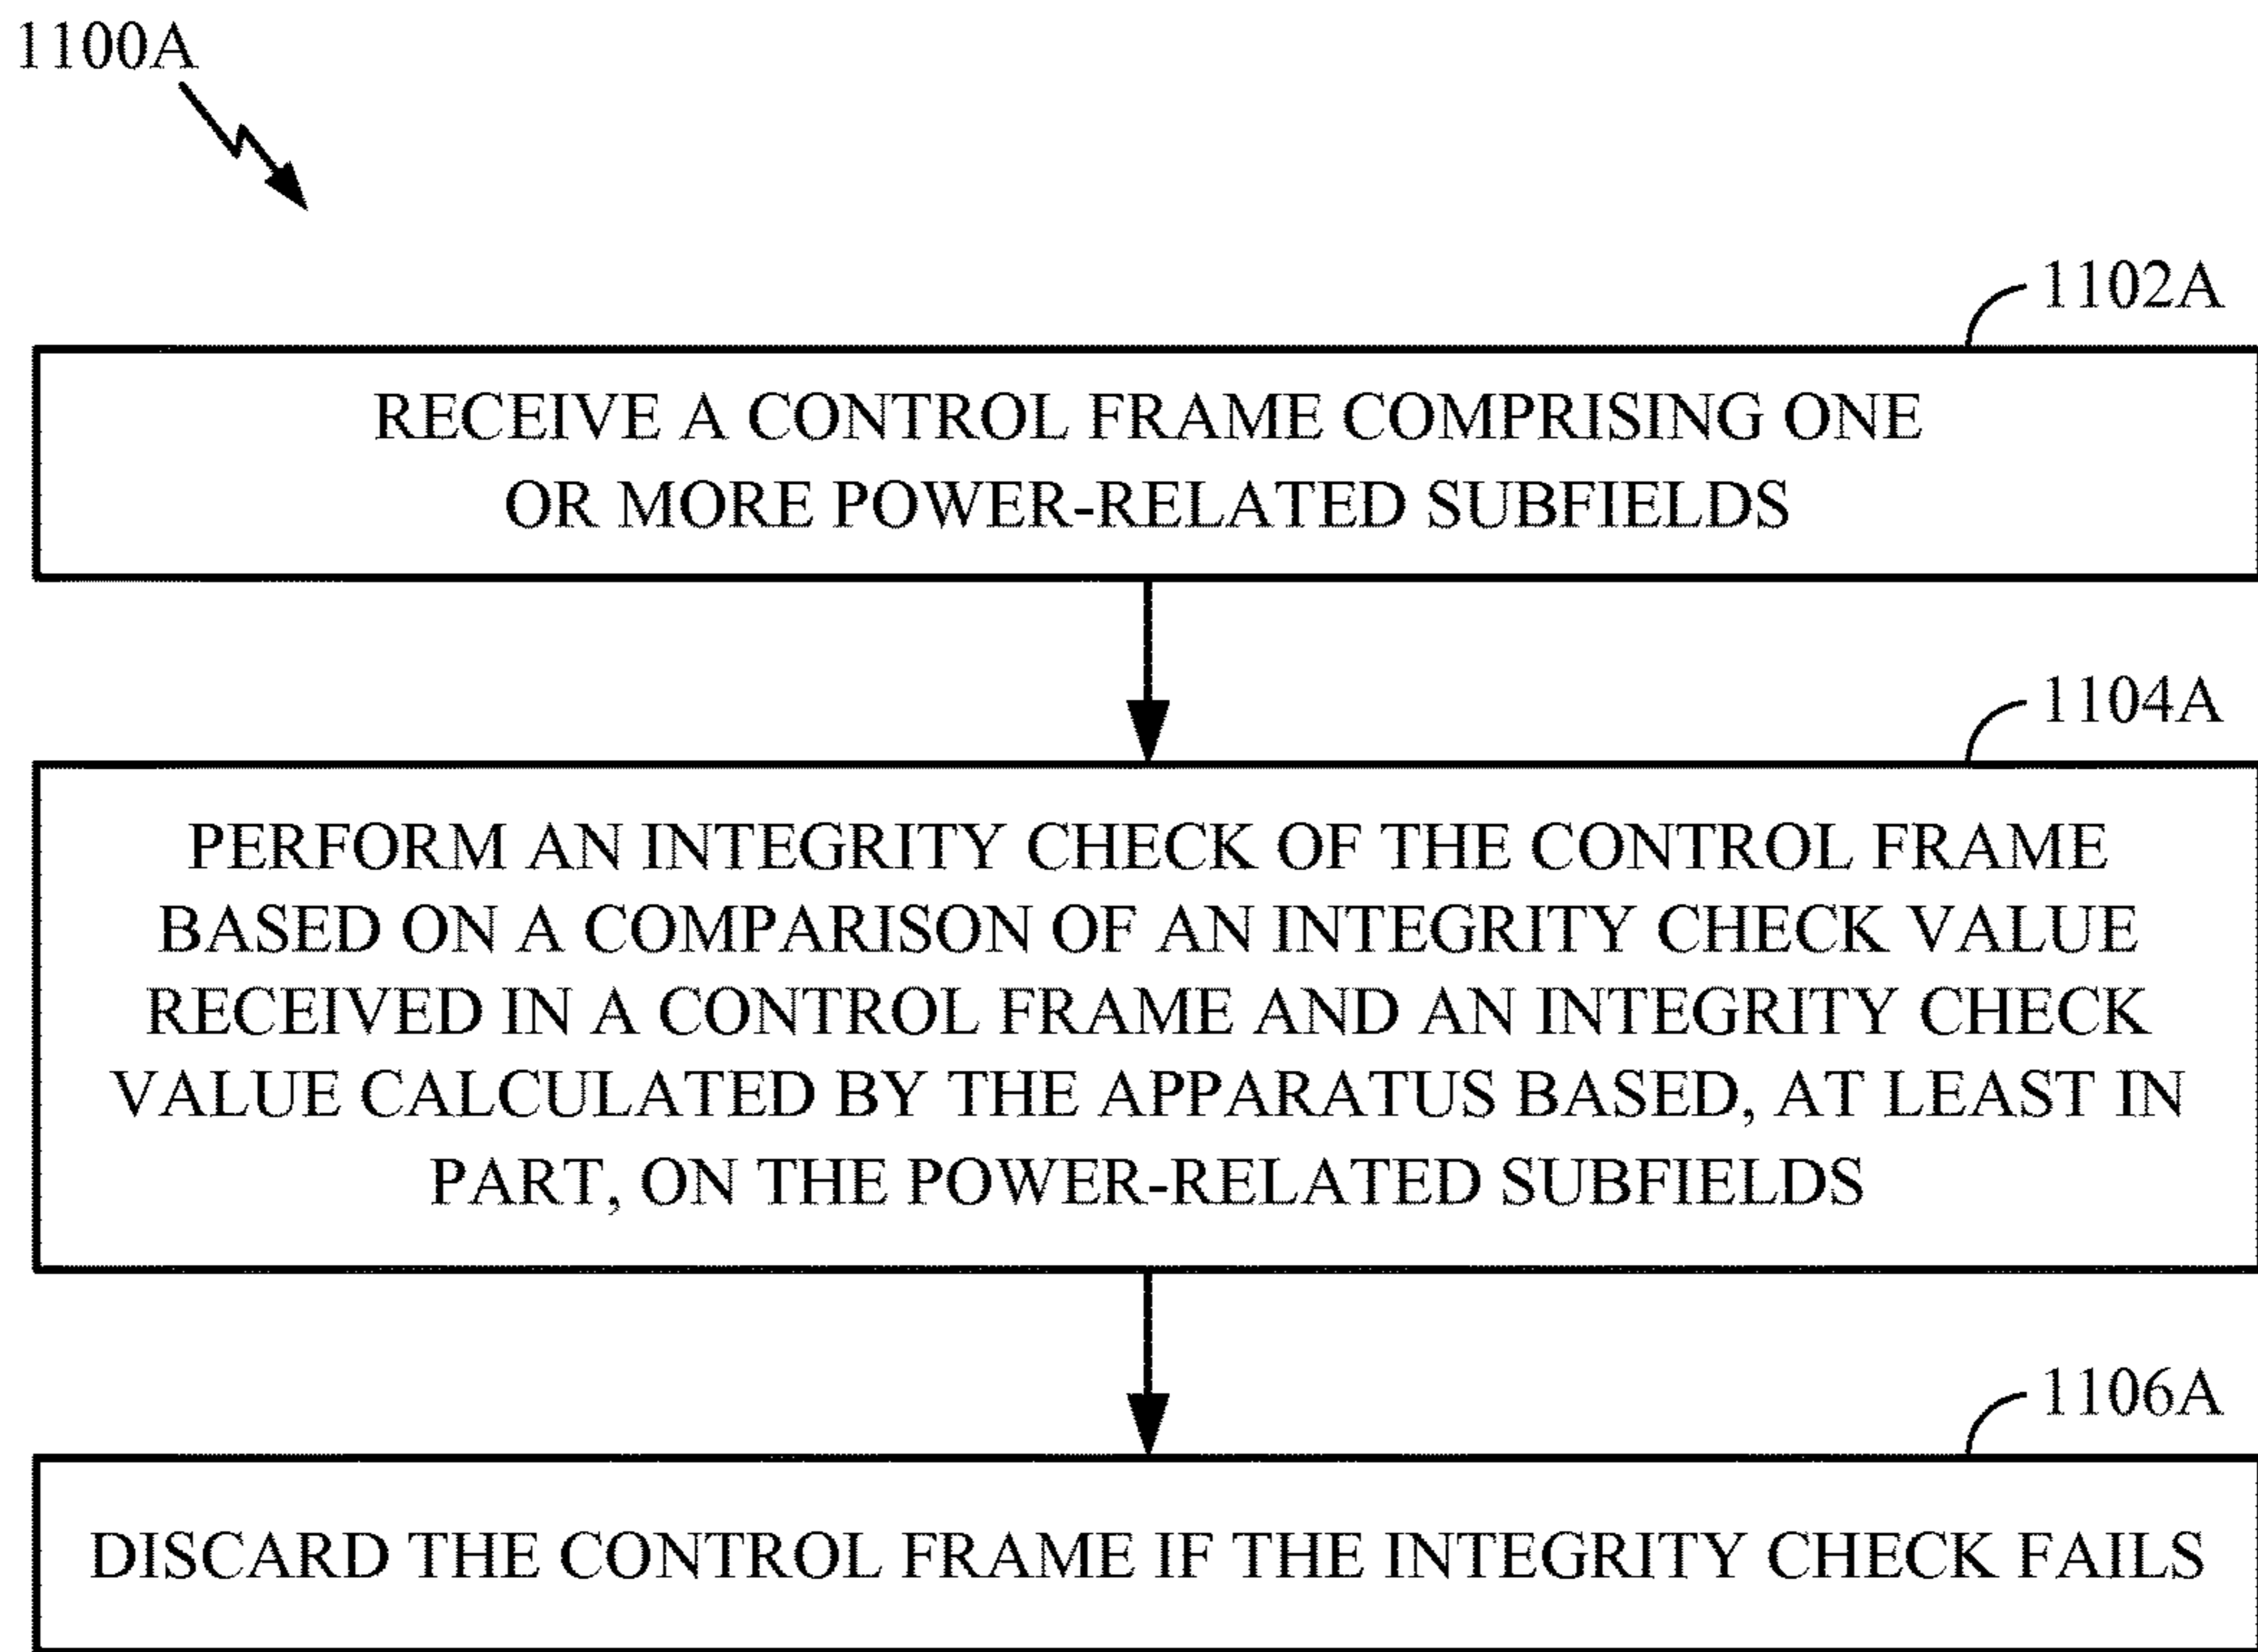 1100A
1102A
RECEIVE A CONTROL FRAME COMPRISING ONE
OR MORE POWER-RELATED SUBFIELDS
1104A
PERFORM AN INTEGRITY CHECK OF THE CONTROL FRAME
BASED ON A COMPARISON OF AN INTEGRITY CHECK VALUE
RECEIVED IN A CONTROL FRAME AND AN INTEGRITY CHECK
VALUE CALCULATED BY THE APPARATUS BASED, AT LEAST IN
PART, ON THE POWER-RELATED SUBFIELDS
1106A
DISCARD THE CONTROL FRAME IF THE INTEGRITY CHECK FAILS